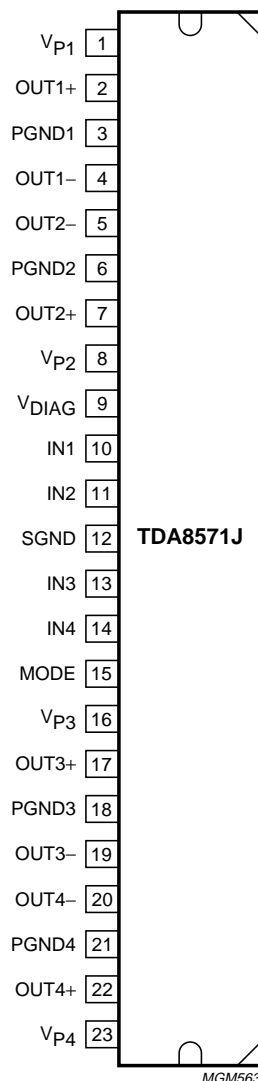 VP1 1
OUT1+ 2
PGND1 3
OUT1− 4
OUT2− 5
PGND2 6
OUT2+ 7
VP2 8
VDIAG 9
IN1 10
IN2 11
SGND 12 TDA8571J
IN3 13
IN4 14
MODE 15
VP3 16
OUT3+ 17
PGND3 18
OUT3− 19
OUT4− 20
PGND4 21
OUT4+ 22
VP4 23
MGM563